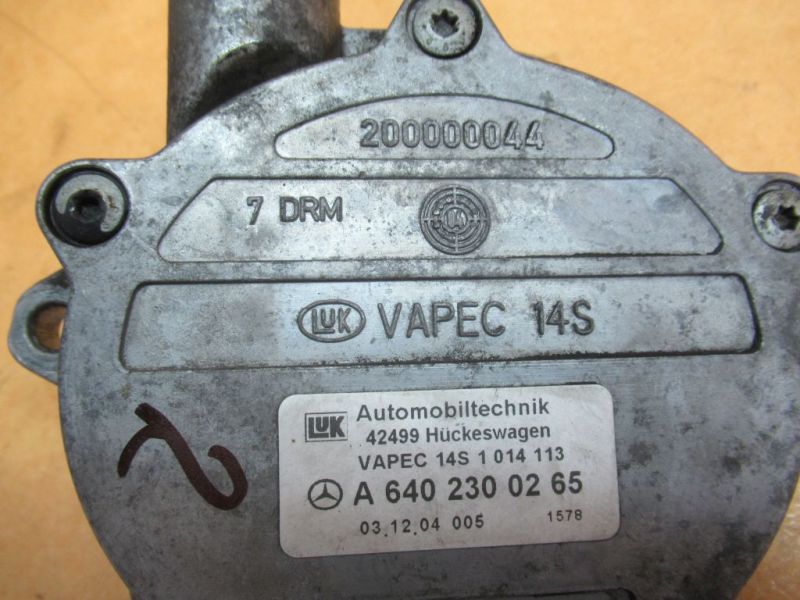 200000044
7 DRM
LUK VAPEC 14S
LUK Automobiltechnik
42499 Hückeswagen
VAPEC 14S 1 014 113
A 640 230 02 65
03.12.04 005 1578
2